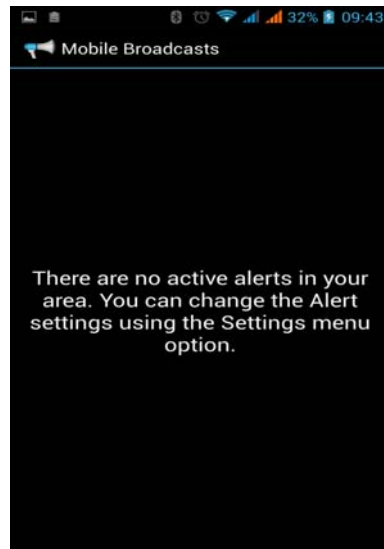 32% 09:43
Mobile Broadcasts
There are no active alerts in your
area. You can change the Alert
settings using the Settings menu
option.